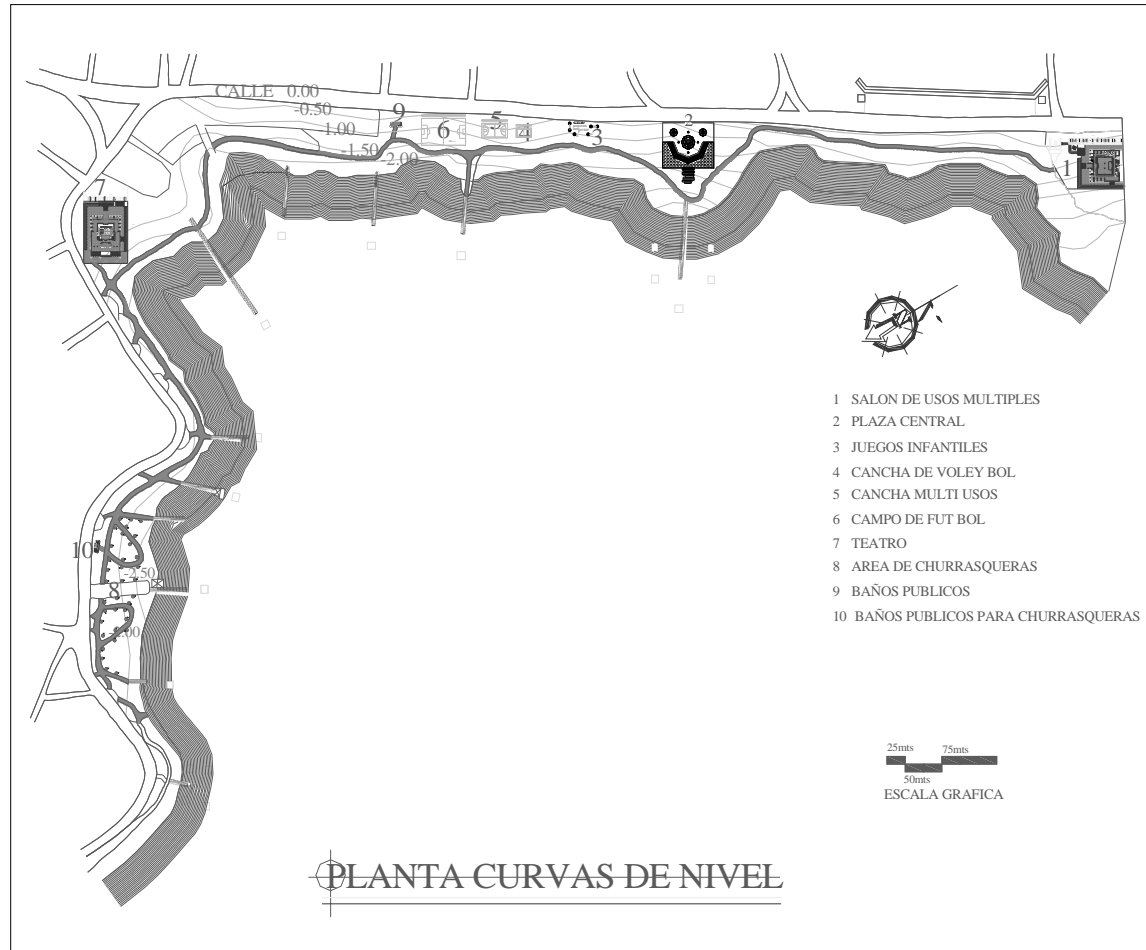 CALLE 0.00
-0.50
-1.00
-1.50
-2.00
9
6
5
4
3
2
1
7
10
-2.50
8
-2.00
1 SALON DE USOS MULTIPLES
2 PLAZA CENTRAL
3 JUEGOS INFANTILES
4 CANCHA DE VOLEY BOL
5 CANCHA MULTI USOS
6 CAMPO DE FUT BOL
7 TEATRO
8 AREA DE CHURRASQUERAS
9 BAÑOS PUBLICOS
10 BAÑOS PUBLICOS PARA CHURRASQUERAS
25mts 75mts
50mts
ESCALA GRAFICA
PLANTA CURVAS DE NIVEL